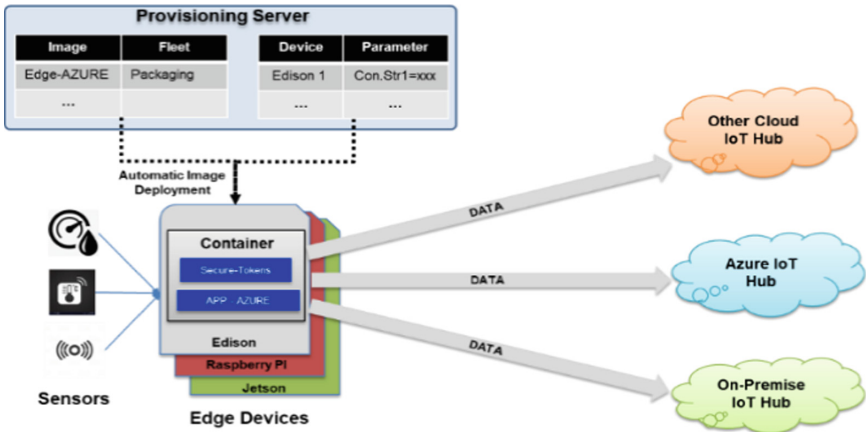 Provisioning Server
Image Fleet
Edge-AZURE Packaging
...
Device Parameter
Edison 1 Con.Str1=xxx
... ...
Automatic Image
Deployment
Container
Secure-Tokens
APP - AZURE
Edison
Raspberry PI
Jetson
Edge Devices
Sensors
DATA
DATA
DATA
Other Cloud
IoT Hub
Azure IoT
Hub
On-Premise
IoT Hub